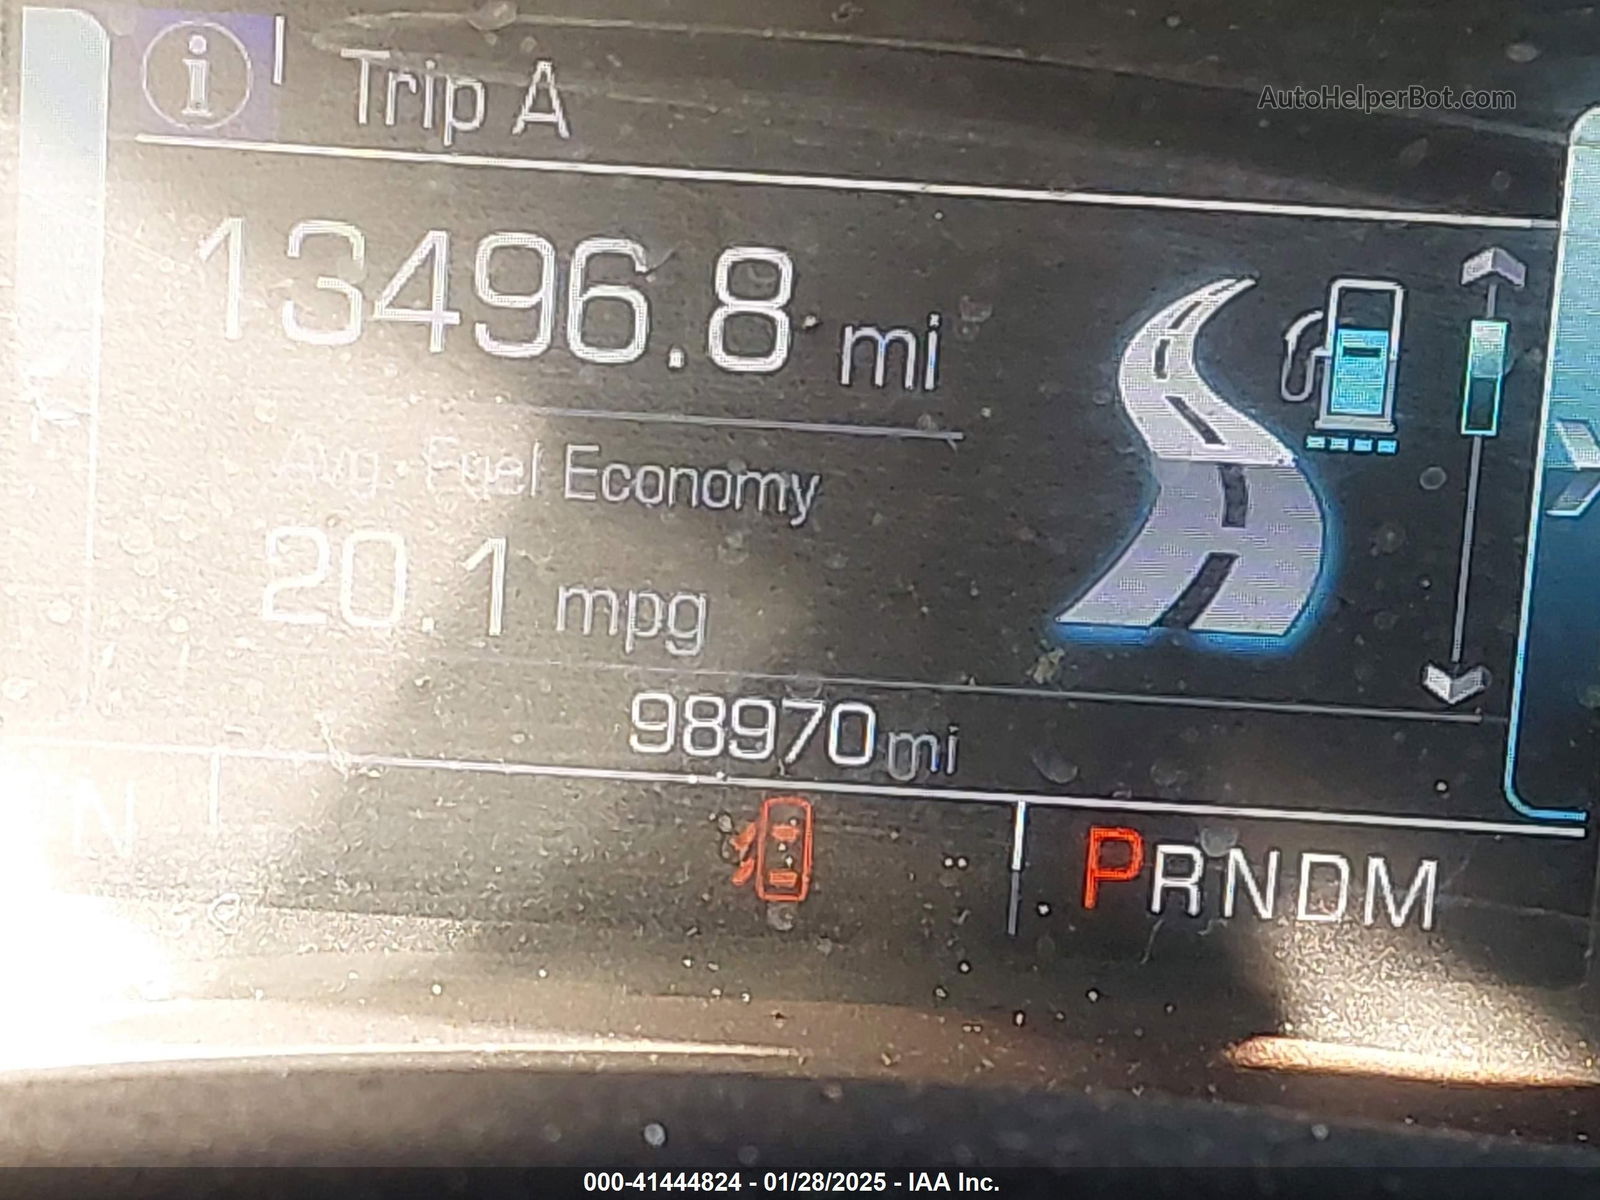 i
Trip A
AutoHelperBot.com
13496.8 mi
Avg. Fuel Economy
20.1 mpg
98970 mi
N
PRNDM
000-41444824 - 01/28/2025 - IAA Inc.